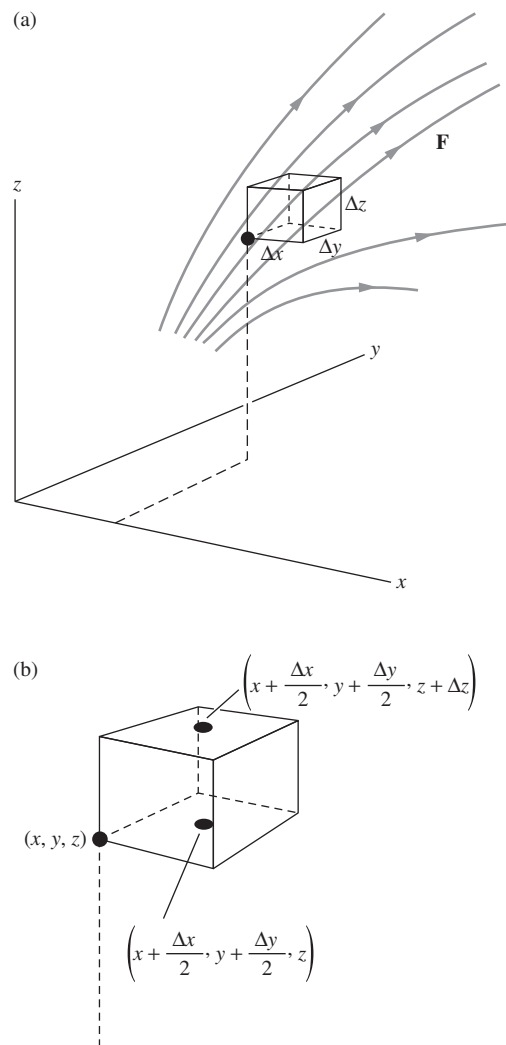 (a)
z
F
Δz
Δx
Δy
y
x
(b)
(x + Δx/2, y + Δy/2, z + Δz)
(x, y, z)
(x + Δx/2, y + Δy/2, z)